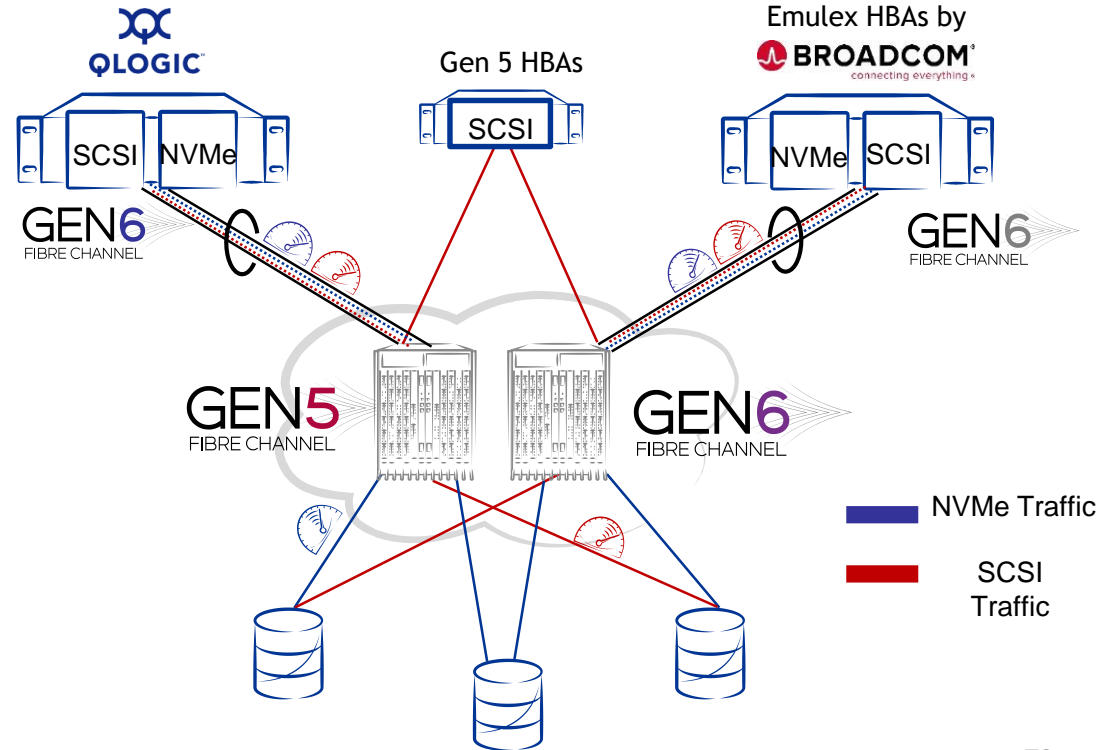 QLOGIC
Gen 5 HBAs
Emulex HBAs by
BROADCOM
connecting everything
SCSI
NVMe
SCSI
NVMe
SCSI
GEN6
FIBRE CHANNEL
GEN6
FIBRE CHANNEL
GEN5
FIBRE CHANNEL
GEN6
FIBRE CHANNEL
NVMe Traffic
SCSI
Traffic